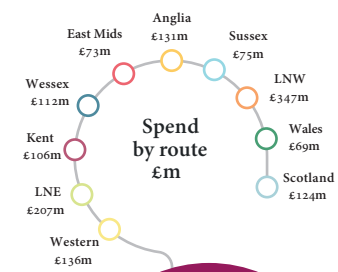 Anglia
£131m
East Mids
£73m
Sussex
£75m
Wessex
£112m
LNW
£347m
Spend
by route
£m
Kent
£106m
Wales
£69m
LNE
£207m
Scotland
£124m
Western
£136m